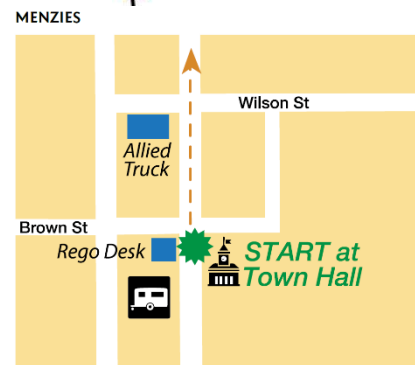 MENZIES
Wilson St
Allied
Truck
Brown St
Rego Desk
START at
Town Hall